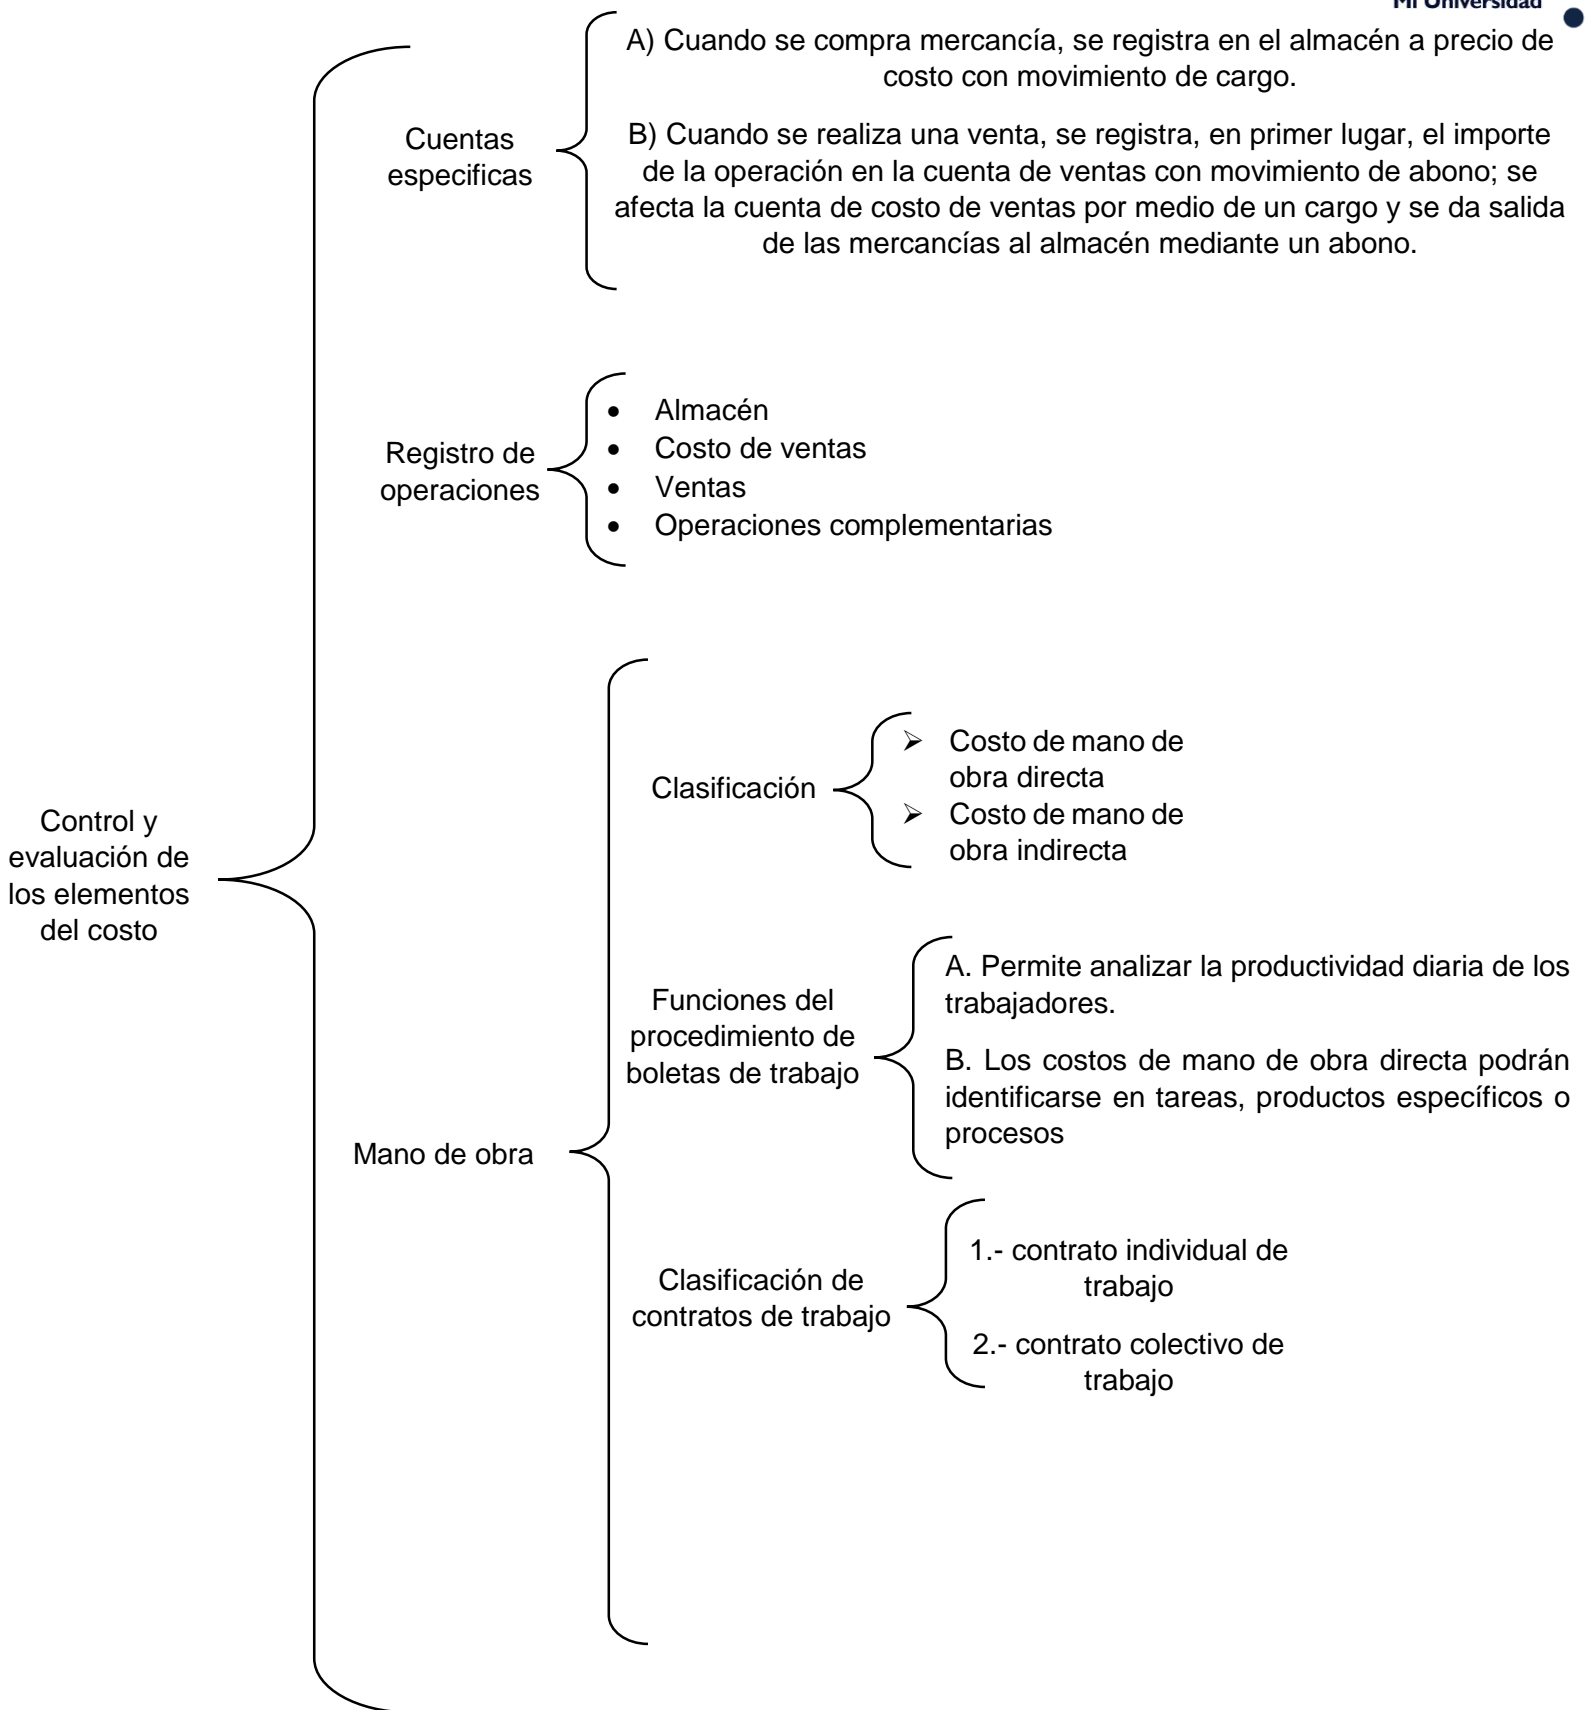 Mi Universidad
A) Cuando se compra mercancía, se registra en el almacén a precio de
costo con movimiento de cargo.
Cuentas
especificas
B) Cuando se realiza una venta, se registra, en primer lugar, el importe
de la operación en la cuenta de ventas con movimiento de abono; se
afecta la cuenta de costo de ventas por medio de un cargo y se da salida
de las mercancías al almacén mediante un abono.
Registro de
operaciones
• Almacén
• Costo de ventas
• Ventas
• Operaciones complementarias
Control y
evaluación de
los elementos
del costo
Mano de obra
Clasificación
➢ Costo de mano de
obra directa
➢ Costo de mano de
obra indirecta
Funciones del
procedimiento de
boletas de trabajo
A. Permite analizar la productividad diaria de los
trabajadores.
B. Los costos de mano de obra directa podrán
identificarse en tareas, productos específicos o
procesos
Clasificación de
contratos de trabajo
1.- contrato individual de
trabajo
2.- contrato colectivo de
trabajo